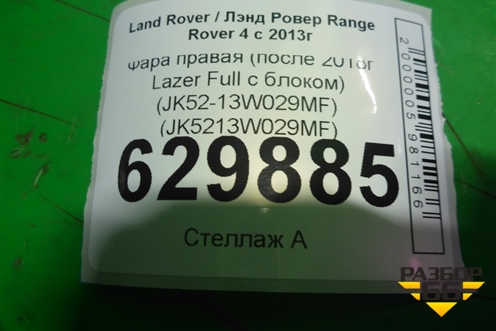 Land Rover / Лэнд Ровер Range
Rover 4 с 2013г
Фара правая (после 2018г
Lazer Full с блоком)
(JK52-13W029MF)
(JK5213W029MF)
629885
Стеллаж А
2000005981166
РАЗБОР
66